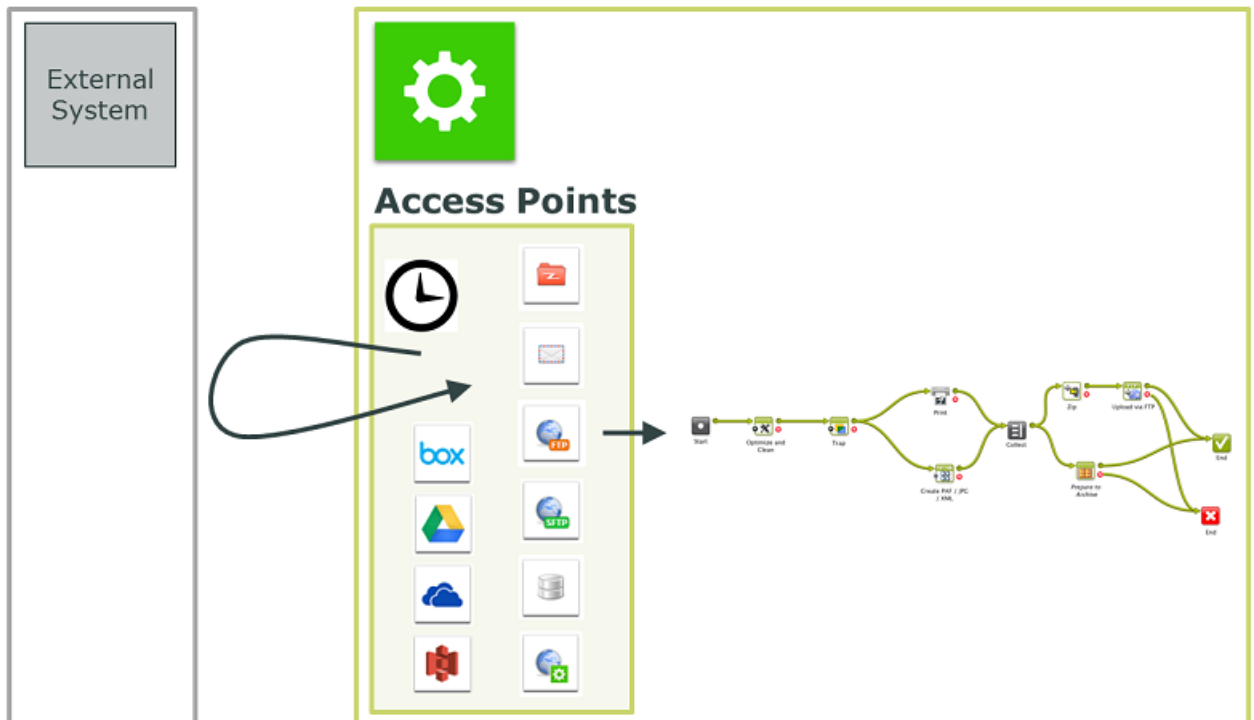 External
System
Access Points
box
FTP
SFTP
Start
Optimize and
Clean
Trap
Print
Create PAF / JPG
/ XML
Collect
Zip
Upload via FTP
Prepare to
Archive
End
End